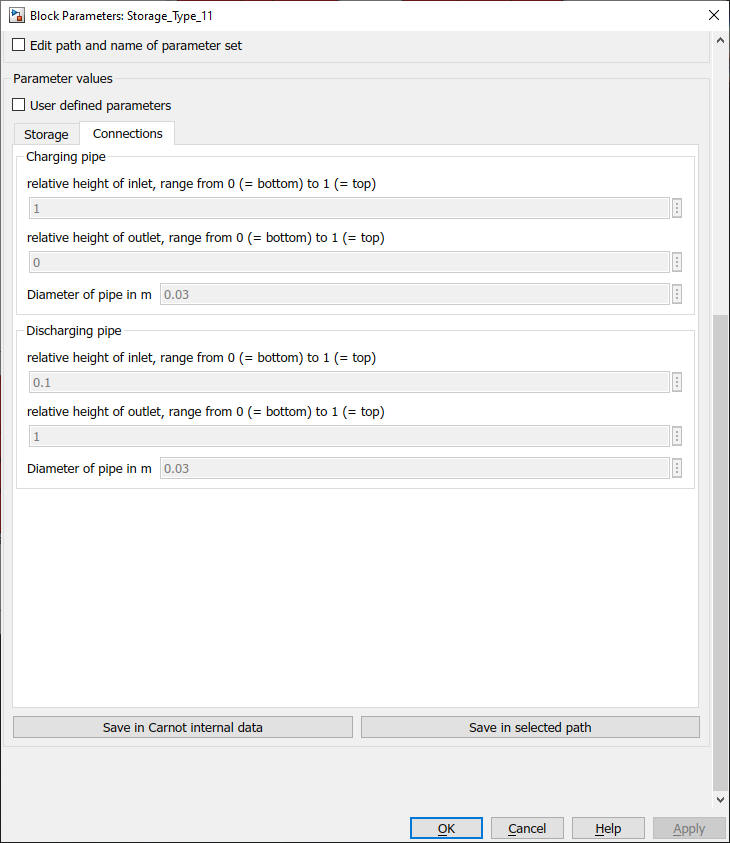 Block Parameters: Storage_Type_11
Edit path and name of parameter set
Parameter values
User defined parameters
Storage
Connections
Charging pipe
relative height of inlet, range from 0 (= bottom) to 1 (= top)
1
relative height of outlet, range from 0 (= bottom) to 1 (= top)
0
Diameter of pipe in m 0.03
Discharging pipe
relative height of inlet, range from 0 (= bottom) to 1 (= top)
0.1
relative height of outlet, range from 0 (= bottom) to 1 (= top)
1
Diameter of pipe in m 0.03
Save in Carnot internal data
Save in selected path
OK
Cancel
Help
Apply